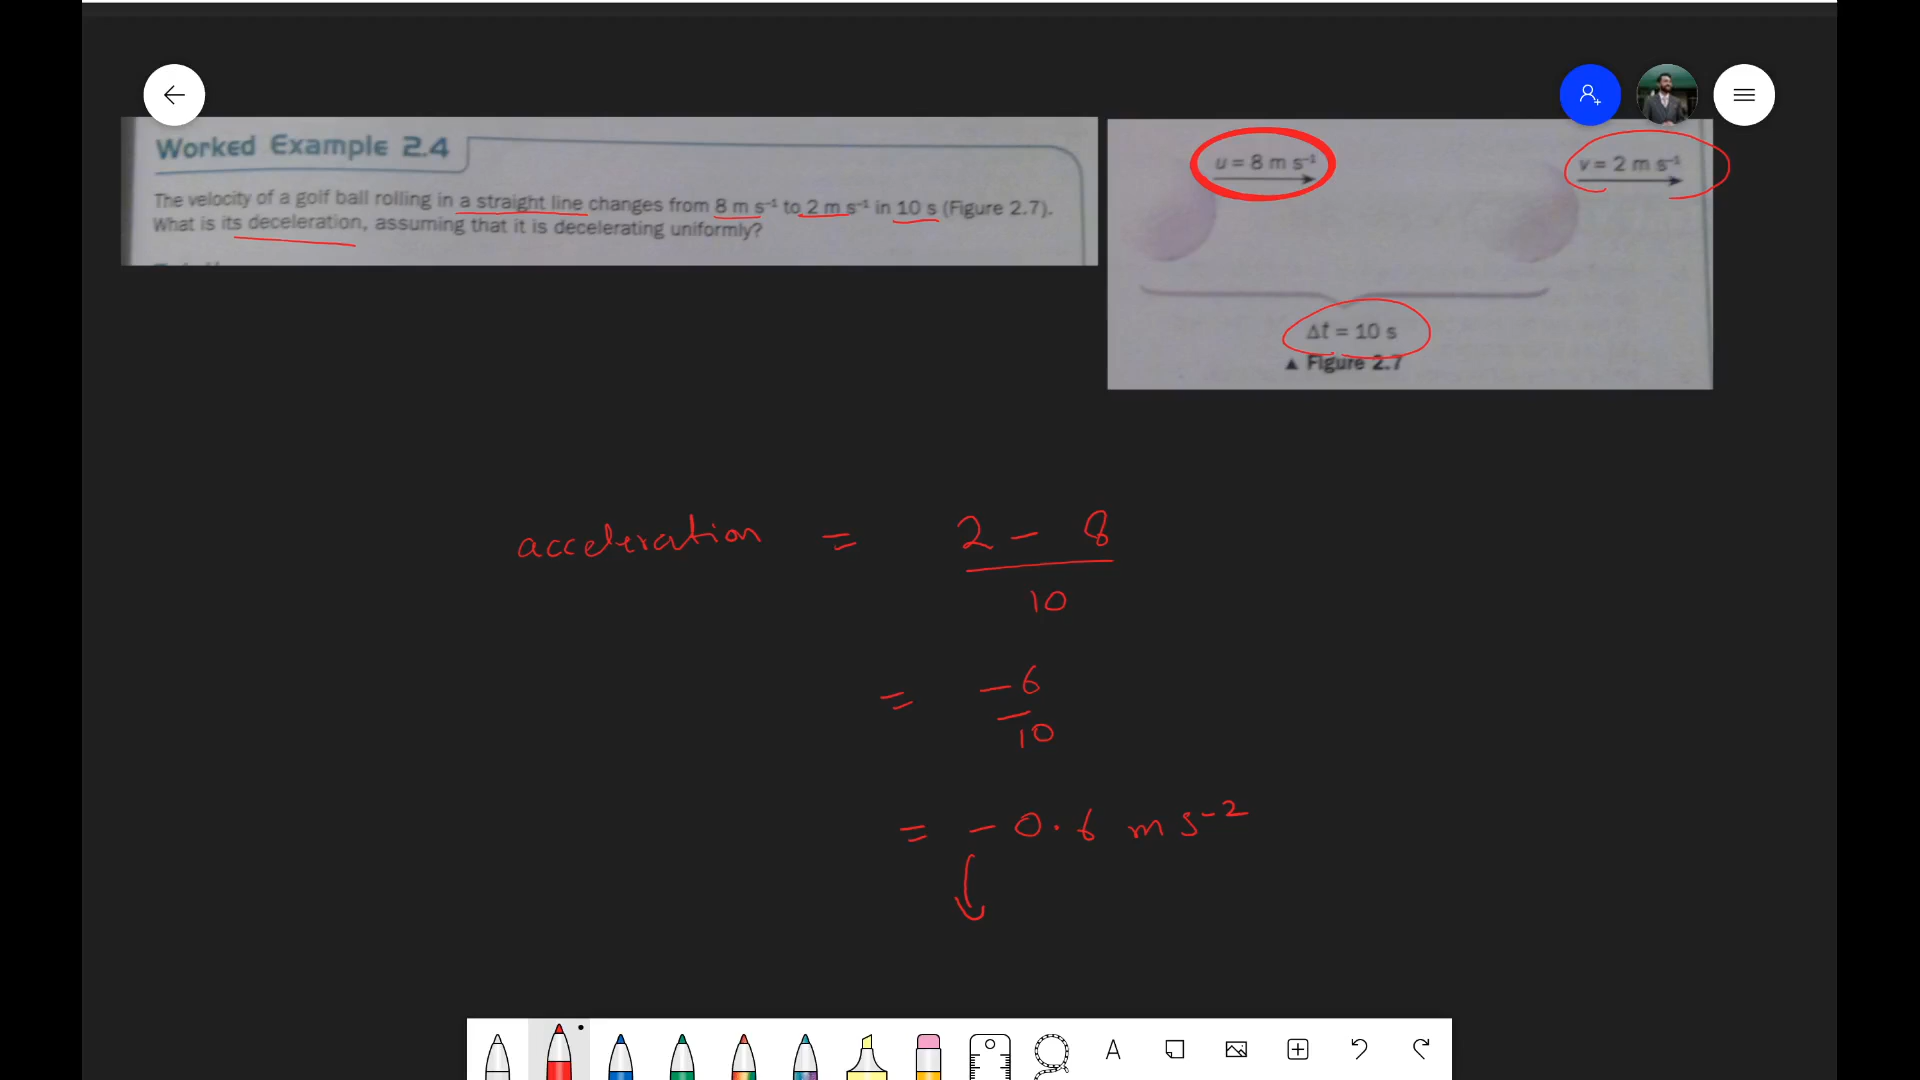 Worked Example 2.4
The velocity of a golf ball rolling in a straight line changes from 8 m s⁻¹ to 2 m s⁻¹ in 10 s (Figure 2.7).
What is its deceleration, assuming that it is decelerating uniformly?
u = 8 m s⁻¹
v = 2 m s⁻¹
Δt = 10 s
▲ Figure 2.7
acceleration = 2 - 8
10
= -6
10
= - 0.6 m s⁻²
A